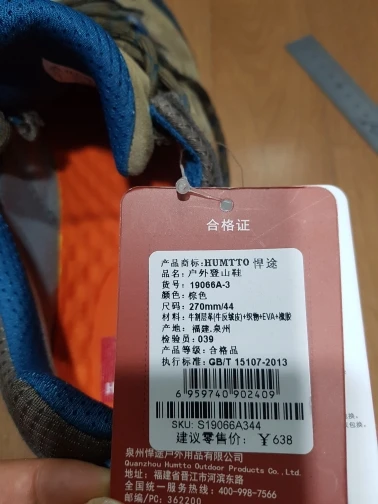 合格证
产品商标:HUMTTO 悍途
品名:户外登山鞋
货号:19066A-3
颜色:棕色
尺码:270mm/44
材料:牛剖层革(牛反绒皮)+织物+EVA+橡胶
产地:福建.泉州
检验员:039
产品等级:合格品
执行标准:GB/T 15107-2013
6 959740 902409
SKU: S19066A344
建议零售价: ¥638
泉州悍途户外用品有限公司
Quanzhou Humtto Outdoor Products Co., Ltd.
地址:福建省晋江市河滨东路
全国统一服务热线:400-998-7566
邮编/PC:362200